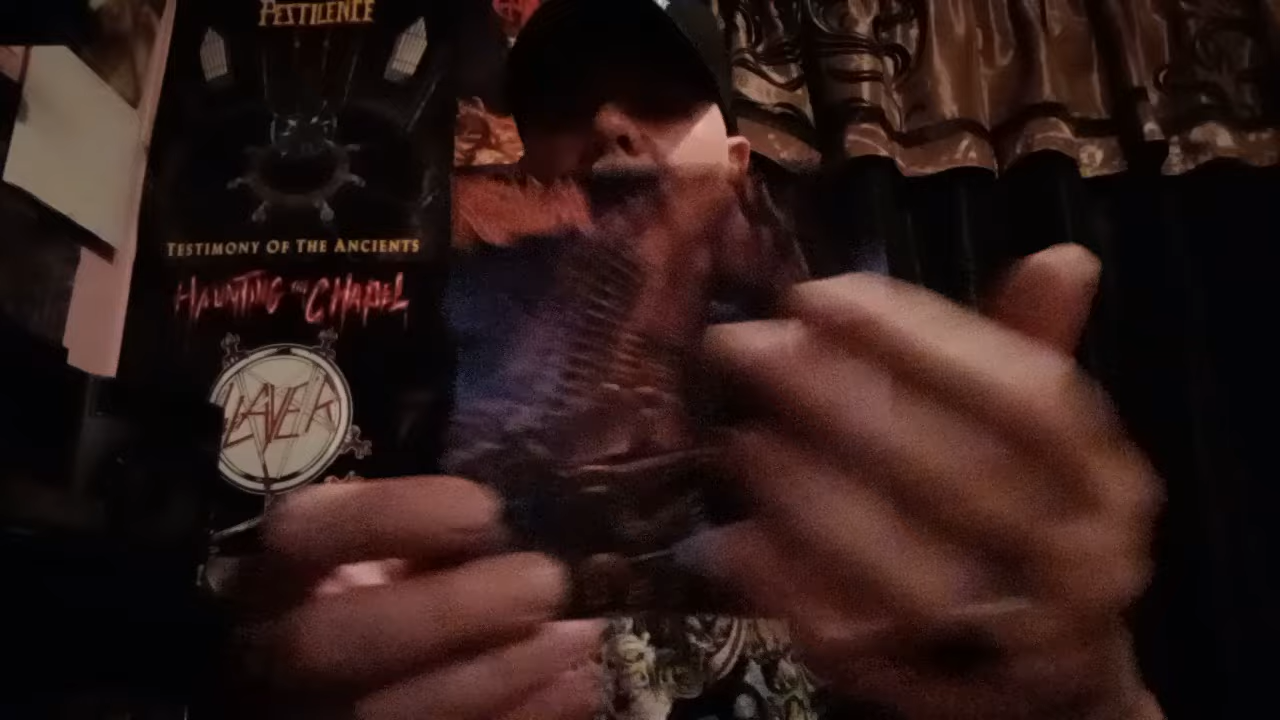 PESTILENCE
TESTIMONY OF THE ANCIENTS
HAUNTING THE CHAPEL
SLAYER